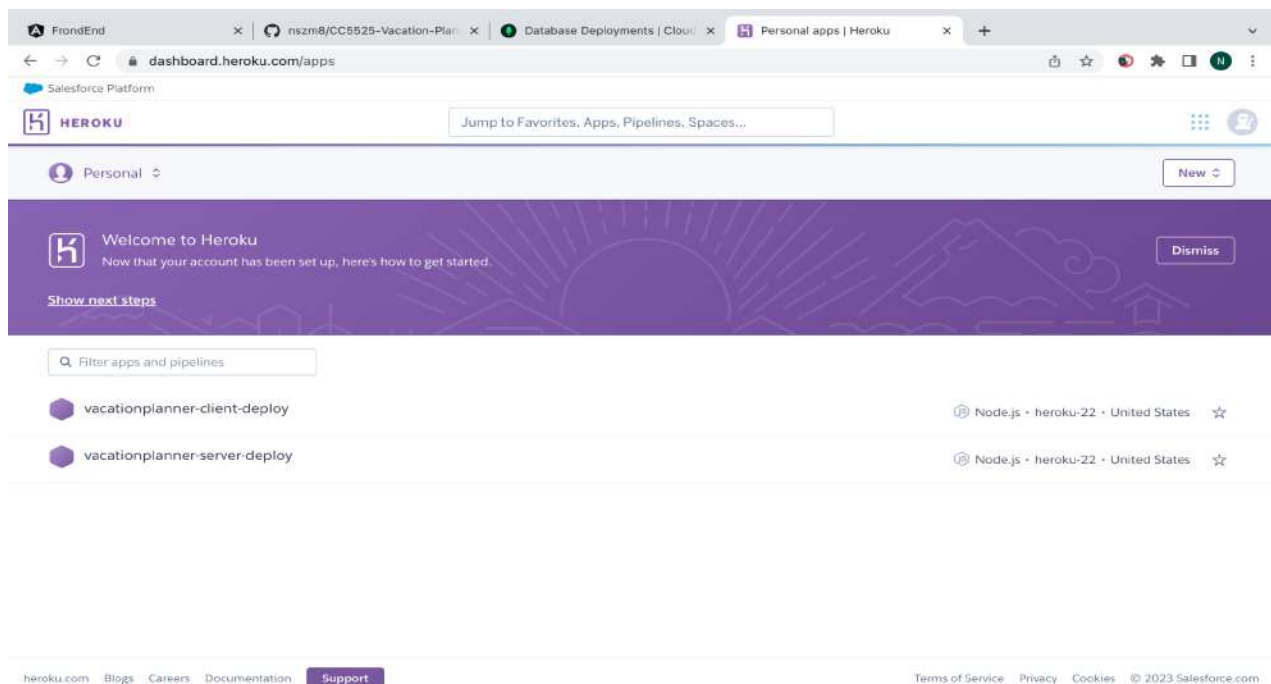 FrondEnd
nszm8/CC5525-Vacation-Plan
Database Deployments | Cloud
Personal apps | Heroku
dashboard.heroku.com/apps
N
Salesforce Platform
HEROKU
Jump to Favorites, Apps, Pipelines, Spaces...
Personal
New
Welcome to Heroku
Now that your account has been set up, here's how to get started.
Dismiss
Show next steps
Filter apps and pipelines
vacationplanner-client-deploy
Node.js • heroku-22 • United States
vacationplanner-server-deploy
Node.js • heroku-22 • United States
heroku.com Blogs Careers Documentation Support Terms of Service Privacy Cookies © 2023 Salesforce.com